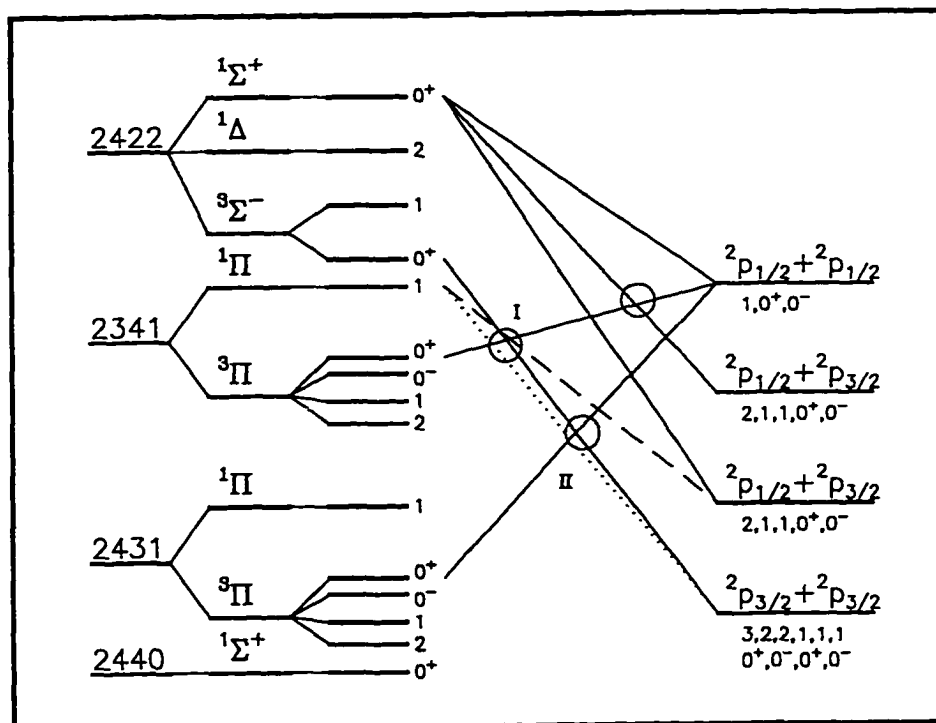 ¹Σ⁺
0⁺
¹Δ
2422
2
³Σ⁻
1
0⁺
¹Π
1
I
2341
³Π
0⁺
0⁻
1
2
¹Π
1
II
2431
³Π
0⁺
0⁻
1
2
¹Σ⁺
2440
0⁺
²P₁/₂+²P₁/₂
1,0⁺,0⁻
²P₁/₂+²P₃/₂
2,1,1,0⁺,0⁻
²P₁/₂+²P₃/₂
2,1,1,0⁺,0⁻
²P₃/₂+²P₃/₂
3,2,2,1,1,1
0⁺,0⁻,0⁺,0⁻